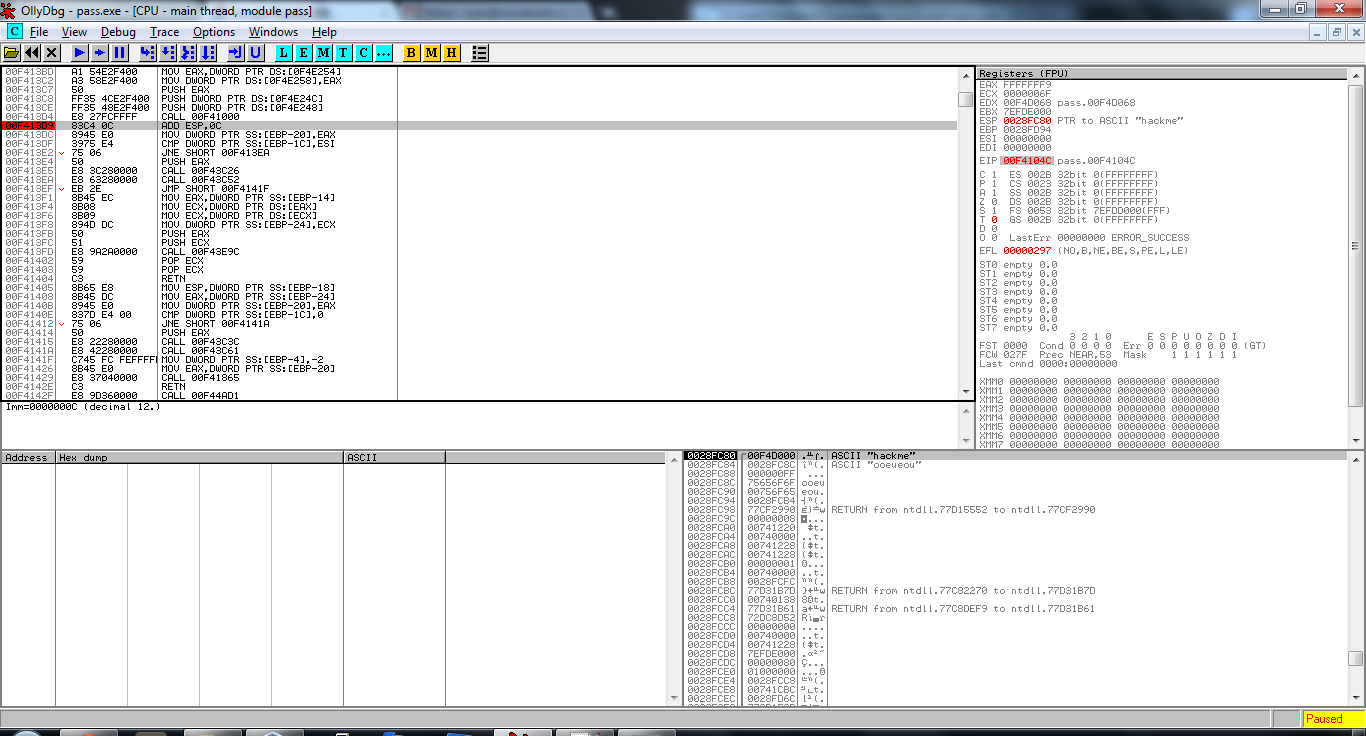 OllyDbg - pass.exe - [CPU - main thread, module pass]
C File View Debug Trace Options Windows Help
L E M T C ... B M H
00F413BD A1 54E2F400 MOV EAX,DWORD PTR DS:[0F4E254]
00F413C2 A3 58E2F400 MOV DWORD PTR DS:[0F4E258],EAX
00F413C7 50 PUSH EAX
00F413C8 FF35 4CE2F400 PUSH DWORD PTR DS:[0F4E24C]
00F413CE FF35 48E2F400 PUSH DWORD PTR DS:[0F4E248]
00F413D4 E8 27FCFFFF CALL 00F41000
00F413D9 83C4 0C ADD ESP,0C
00F413DC 8945 E0 MOV DWORD PTR SS:[EBP-20],EAX
00F413DF 3975 E4 CMP DWORD PTR SS:[EBP-1C],ESI
00F413E2 75 06 JNE SHORT 00F413EA
00F413E4 50 PUSH EAX
00F413E5 E8 3C280000 CALL 00F43C26
00F413EA E8 63280000 CALL 00F43C52
00F413EF EB 2E JMP SHORT 00F4141F
00F413F1 8B45 EC MOV EAX,DWORD PTR SS:[EBP-14]
00F413F4 8B08 MOV ECX,DWORD PTR DS:[EAX]
00F413F6 8B09 MOV ECX,DWORD PTR DS:[ECX]
00F413F8 894D DC MOV DWORD PTR SS:[EBP-24],ECX
00F413FB 50 PUSH EAX
00F413FC 51 PUSH ECX
00F413FD E8 9A2A0000 CALL 00F43E9C
00F41402 59 POP ECX
00F41403 59 POP ECX
00F41404 C3 RETN
00F41405 8B65 E8 MOV ESP,DWORD PTR SS:[EBP-18]
00F41408 8B45 DC MOV EAX,DWORD PTR SS:[EBP-24]
00F4140B 8945 E0 MOV DWORD PTR SS:[EBP-20],EAX
00F4140E 837D E4 00 CMP DWORD PTR SS:[EBP-1C],0
00F41412 75 06 JNE SHORT 00F4141A
00F41414 50 PUSH EAX
00F41415 E8 22280000 CALL 00F43C3C
00F4141A E8 42280000 CALL 00F43C61
00F4141F C745 FC FEFFFFF MOV DWORD PTR SS:[EBP-4],-2
00F41426 8B45 E0 MOV EAX,DWORD PTR SS:[EBP-20]
00F41429 E8 37040000 CALL 00F41865
00F4142E C3 RETN
00F4142F E8 9D360000 CALL 00F44AD1
Imm=0000000C (decimal 12.)
Registers (FPU)
EAX FFFFFFF9
ECX 0000006F
EDX 00F4D068 pass.00F4D068
EBX 7EFDE000
ESP 0028FC80 PTR to ASCII "hackme"
EBP 0028FD94
ESI 00000000
EDI 00000000
EIP 00F4104C pass.00F4104C
C 1 ES 002B 32bit 0(FFFFFFFF)
P 1 CS 0023 32bit 0(FFFFFFFF)
A 1 SS 002B 32bit 0(FFFFFFFF)
Z 0 DS 002B 32bit 0(FFFFFFFF)
S 1 FS 0053 32bit 7EFDD000(FFF)
T 0 GS 002B 32bit 0(FFFFFFFF)
D 0
O 0 LastErr 00000000 ERROR_SUCCESS
EFL 00000297 (NO,B,NE,BE,S,PE,L,LE)
ST0 empty 0.0
ST1 empty 0.0
ST2 empty 0.0
ST3 empty 0.0
ST4 empty 0.0
ST5 empty 0.0
ST6 empty 0.0
ST7 empty 0.0
3 2 1 0 E S P U O Z D I
FST 0000 Cond 0 0 0 0 Err 0 0 0 0 0 0 0 0 (GT)
FCW 027F Prec NEAR,53 Mask 1 1 1 1 1 1
Last cmnd 0000:00000000
XMM0 00000000 00000000 00000000 00000000
XMM1 00000000 00000000 00000000 00000000
XMM2 00000000 00000000 00000000 00000000
XMM3 00000000 00000000 00000000 00000000
XMM4 00000000 00000000 00000000 00000000
XMM5 00000000 00000000 00000000 00000000
XMM6 00000000 00000000 00000000 00000000
XMM7 00000000 00000000 00000000 00000000
Address Hex dump ASCII
0028FC80 00F4D000 ASCII "hackme"
0028FC84 0028FC8C ASCII "ooeueou"
0028FC88 000000FF
0028FC8C 75656F6F ooeu
0028FC90 00756F65 eou.
0028FC94 0028FCB4
0028FC98 77CF2990 RETURN from ntdll.77D15552 to ntdll.77CF2990
0028FC9C 00000008
0028FCA0 00741220
0028FCA4 00740000 ..t.
0028FCA8 00741228
0028FCAC 00741228
0028FCB0 00000001
0028FCB4 00740000 ..t.
0028FCB8 0028FCFC
0028FCBC 77D31B7D RETURN from ntdll.77C82270 to ntdll.77D31B7D
0028FCC0 00740138 80t.
0028FCC4 77D31B61 RETURN from ntdll.77C8DEF9 to ntdll.77D31B61
0028FCC8 72DC8D52
0028FCCC 00000000 ....
0028FCD0 00740000 ..t.
0028FCD4 00741228
0028FCD8 7EFDE000
0028FCDC 00000080 Ç...
0028FCE0 01000000
0028FCE4 0028FCC8
0028FCE8 00741CBC
0028FCEC 0028FD6C
Paused